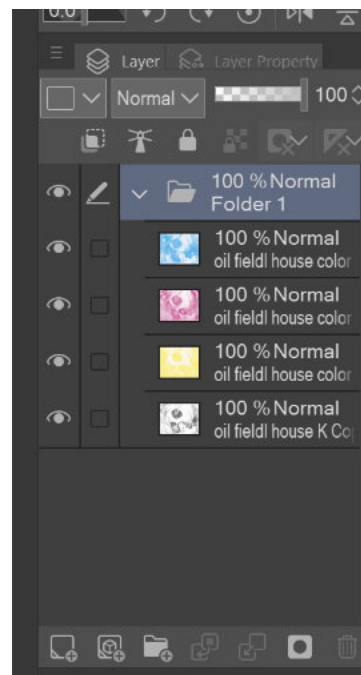 0.0
Layer Layer Property
Normal 100
100 % Normal
Folder 1
100 % Normal
oil fieldl house color
100 % Normal
oil fieldl house color
100 % Normal
oil fieldl house color
100 % Normal
oil fieldl house K Cop